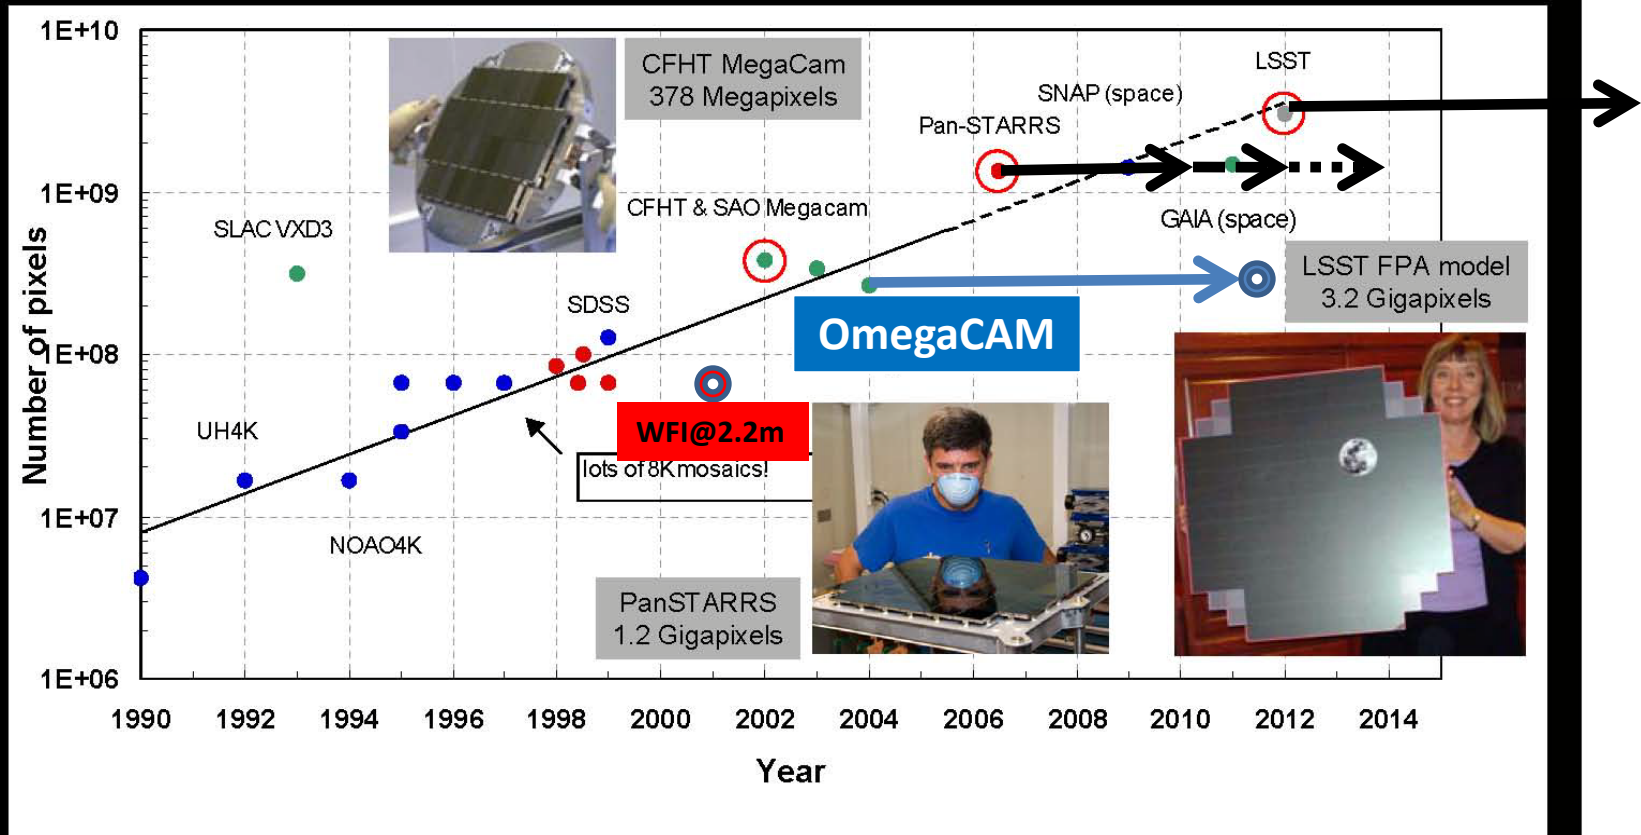 1E+10
1E+09
1E+08
1E+07
1E+06
Number of pixels
CFHT MegaCam
378 Megapixels
LSST
SNAP (space)
Pan-STARRS
SLAC VXD3
CFHT & SAO Megacam
GAIA (space)
LSST FPA model
3.2 Gigapixels
SDSS
OmegaCAM
UH4K
WFI@2.2m
lots of 8K mosaics!
NOAO4K
PanSTARRS
1.2 Gigapixels
1990 1992 1994 1996 1998 2000 2002 2004 2006 2008 2010 2012 2014
Year